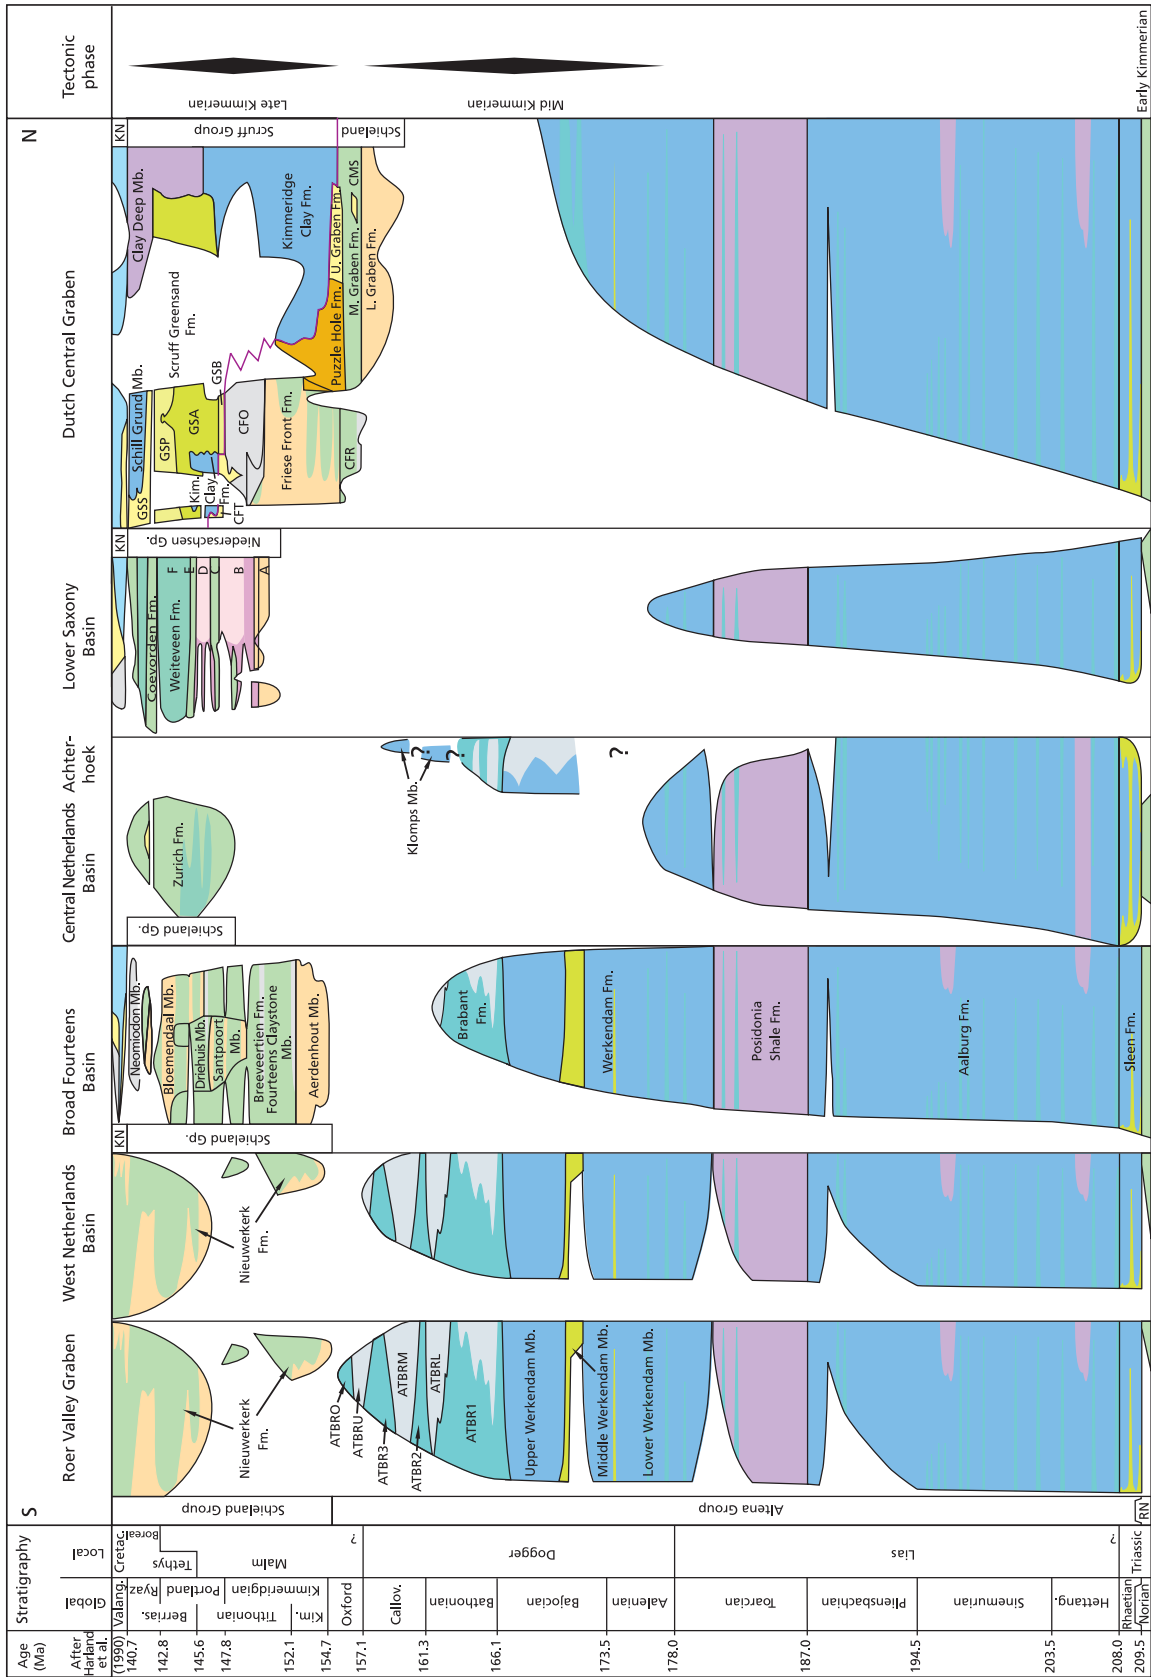 Age
(Ma)
After
Harland
et al.
(1990)
140.7
142.8
145.6
147.8
152.1
154.7
157.1
161.3
166.1
173.5
178.0
187.0
194.5
203.5
208.0
209.5
Stratigraphy
Global
Local
Valang.
Ryaz
Berrias.
Portland
Tithonian
Kimmeridgian
Kim.
Oxford
Callov.
Bathonian
Bajocian
Aalenian
Toarcian
Pliensbachian
Sinemurian
Hettang.
Rhaetian
Norian
Cretac.
Boreal
Tethys
Malm
?
Dogger
Lias
?
Triassic
S
N
Schieland Group
Altena Group
RN
Roer Valley Graben
Nieuwerkerk
Fm.
ATBRO
ATBRU
ATBR3
ATBRM
ATBR2
ATBRL
ATBR1
Upper Werkendam Mb.
Middle Werkendam Mb.
Lower Werkendam Mb.
West Netherlands
Basin
Nieuwerkerk
Fm.
Broad Fourteens
Basin
KN
Schieland Gp.
Neomiodon Mb.
Bloemendaal Mb.
Driehuis Mb.
Santpoort
Mb.
Breeveertien Fm.
Fourteens Claystone
Mb.
Aerdenhout Mb.
Brabant
Fm.
Werkendam Fm.
Posidonia
Shale Fm.
Aalburg Fm.
Sleen Fm.
Central Netherlands
Basin
Schieland Gp.
Zurich Fm.
Achter-
hoek
Klomps Mb.
?
?
?
Lower Saxony
Basin
KN
Niedersachsen Gp.
Coevorden Fm.
Weiteveen Fm.
F
E
D
C
B
A
Dutch Central Graben
GSS
Schill Grund Mb.
GSP
GSA
GSB
Kim.
Clay
Fm.
CFT
CFO
Friese Front Fm.
CFR
Scruff Greensand
Fm.
Clay Deep Mb.
Kimmeridge
Clay Fm.
Puzzle Hole Fm.
U. Graben Fm.
M. Graben Fm.
CMS
L. Graben Fm.
KN
Scruff Group
Schieland
Tectonic
phase
Late Kimmerian
Mid Kimmerian
Early Kimmerian